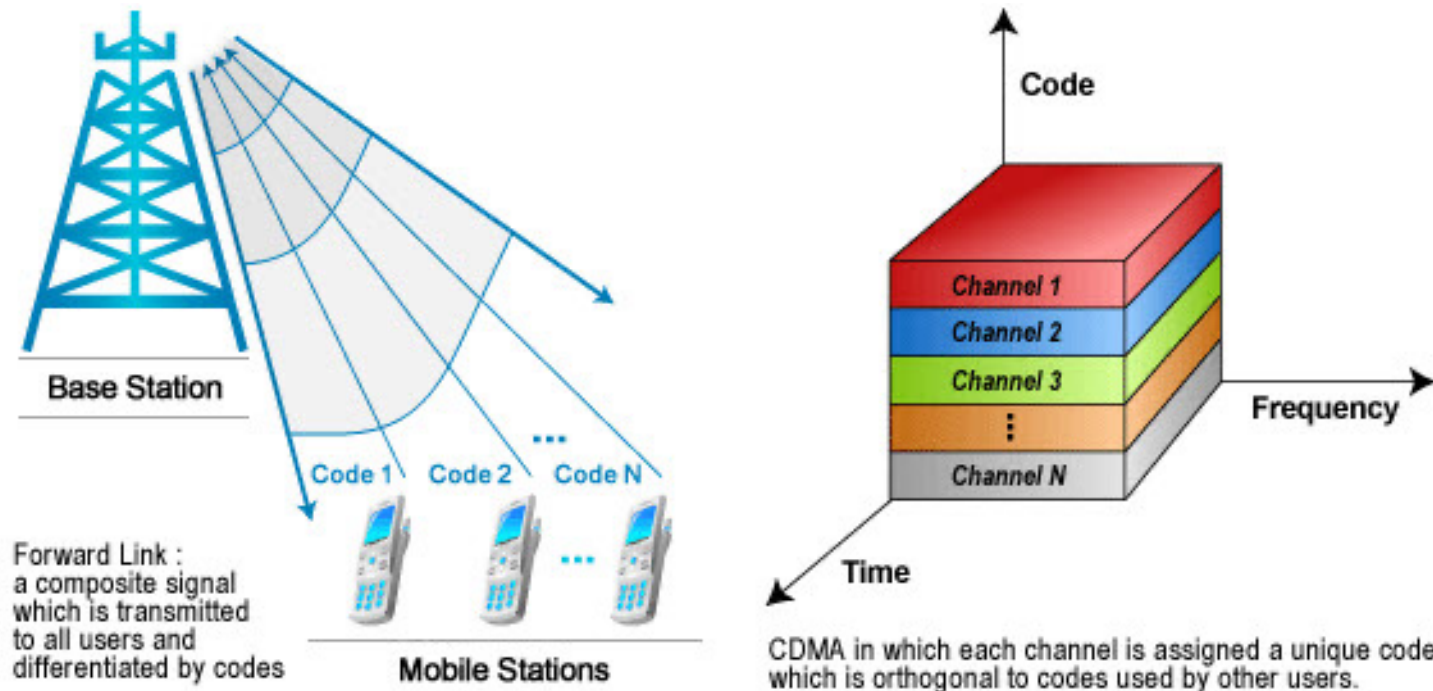 Base Station
Code 1
Code 2
...
Code N
...
Forward Link :
a composite signal
which is transmitted
to all users and
differentiated by codes
Mobile Stations
Code
Channel 1
Channel 2
Channel 3
⋮
Channel N
Frequency
Time
CDMA in which each channel is assigned a unique code
which is orthogonal to codes used by other users.